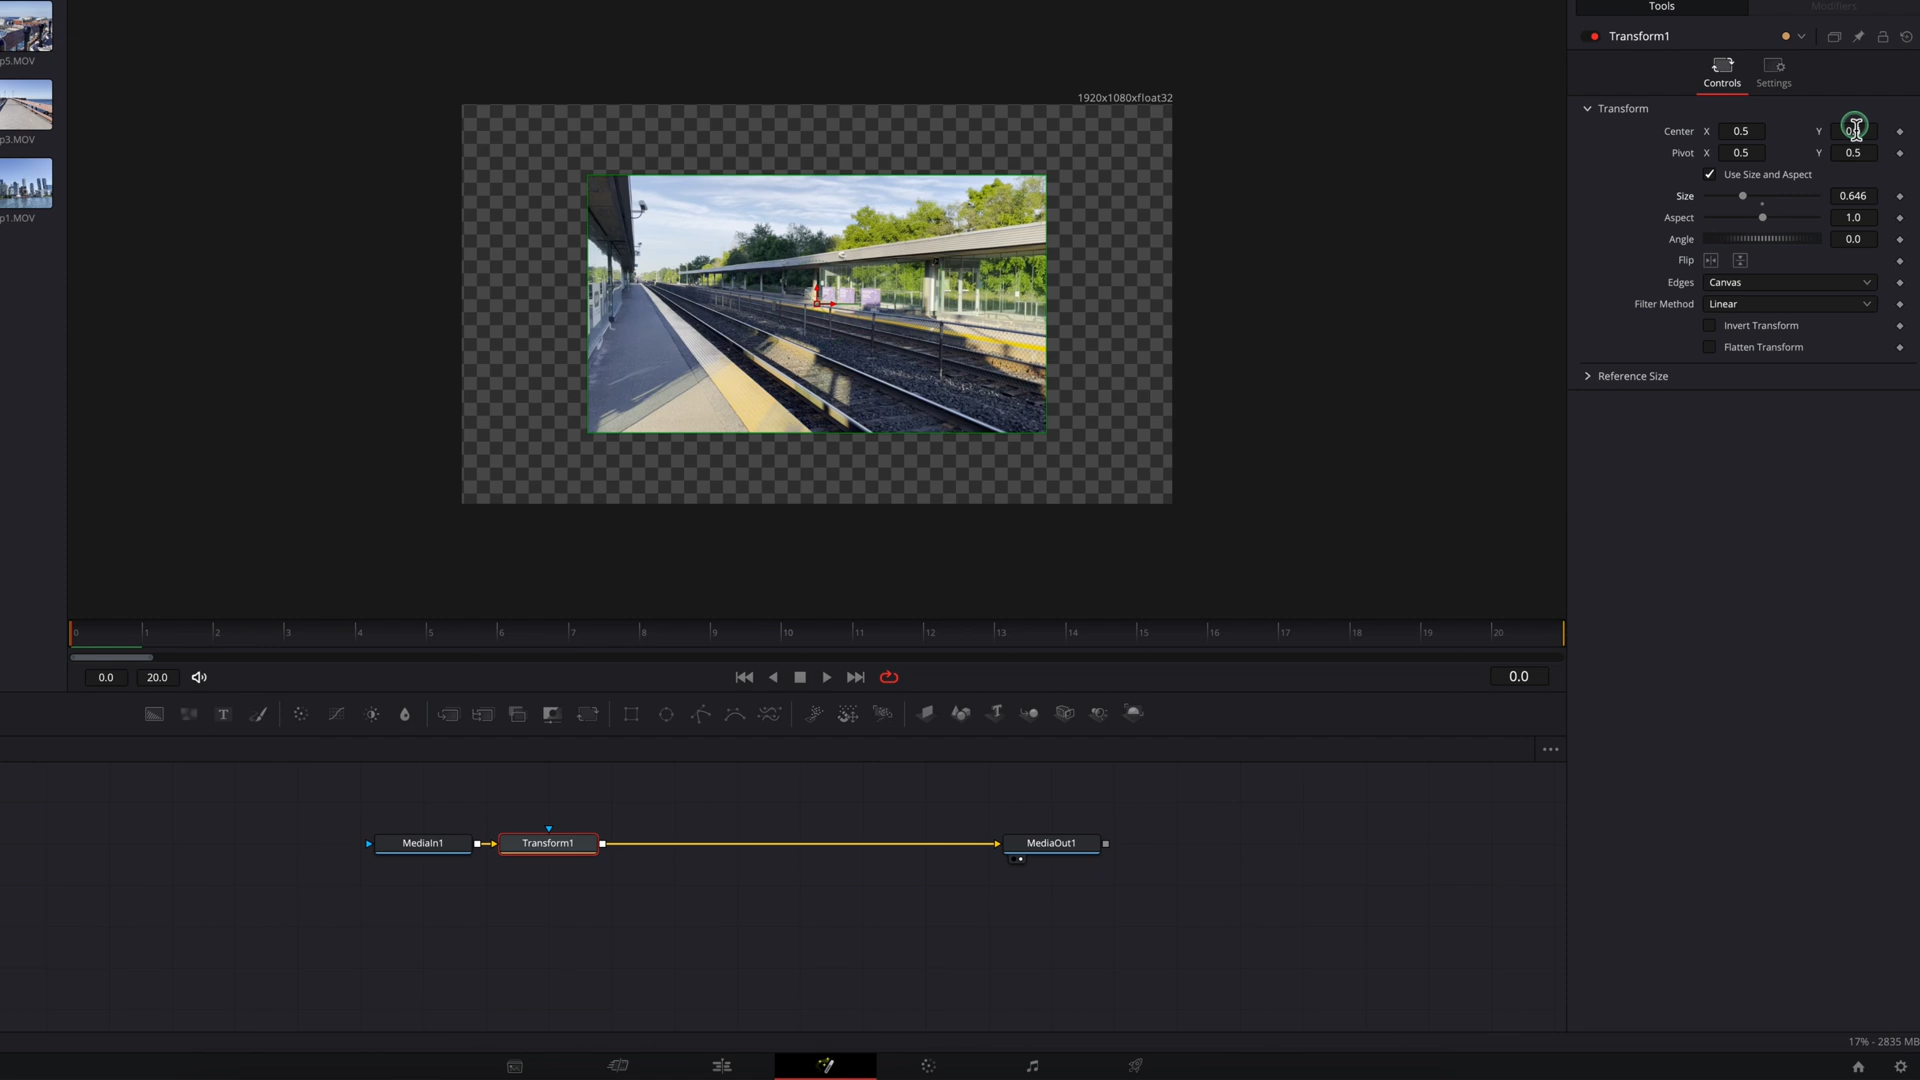 Tools
Modifiers
p5.MOV
p3.MOV
p1.MOV
Transform1
Controls
Settings
1920x1080xfloat32
Transform
Center X 0.5 Y
Pivot X 0.5 Y 0.5
Use Size and Aspect
Size 0.646
Aspect 1.0
Angle 0.0
Flip
Edges Canvas
Filter Method Linear
Invert Transform
Flatten Transform
Reference Size
0 1 2 3 4 5 6 7 8 9 10 11 12 13 14 15 16 17 18 19 20
0.0 20.0 0.0
T
MediaIn1 Transform1 MediaOut1
17% - 2835 MB